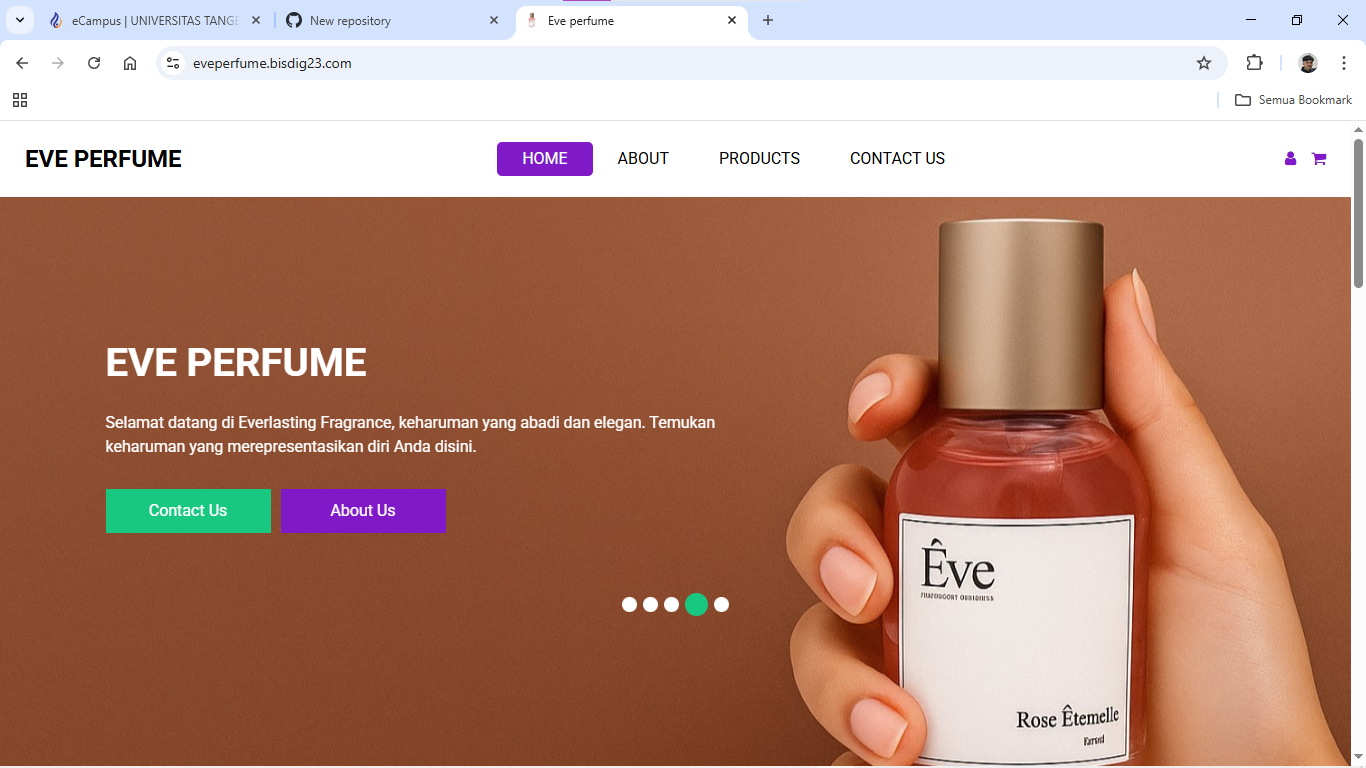 eCampus | UNIVERSITAS TANGE
New repository
Eve perfume
eveperfume.bisdig23.com
Semua Bookmark
EVE PERFUME
HOME
ABOUT
PRODUCTS
CONTACT US
EVE PERFUME
Selamat datang di Everlasting Fragrance, keharuman yang abadi dan elegan. Temukan
keharuman yang merepresentasikan diri Anda disini.
Contact Us
About Us
Êve
Rose Êtemelle